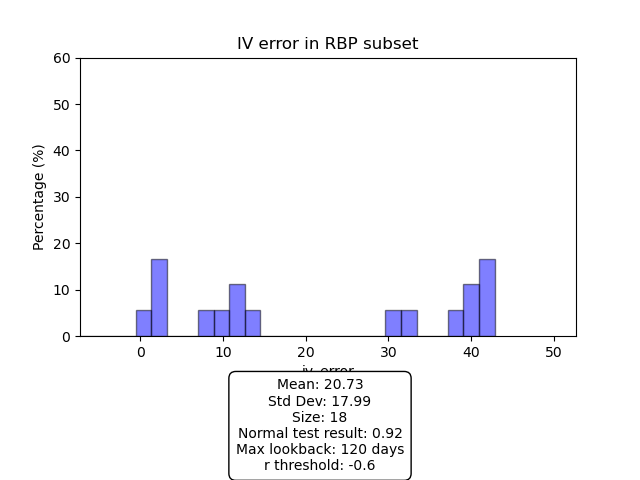 IV error in RBP subset
Percentage (%)
60
50
40
30
20
10
0
0 10 20 30 40 50
iv_error
Mean: 20.73
Std Dev: 17.99
Size: 18
Normal test result: 0.92
Max lookback: 120 days
r threshold: -0.6